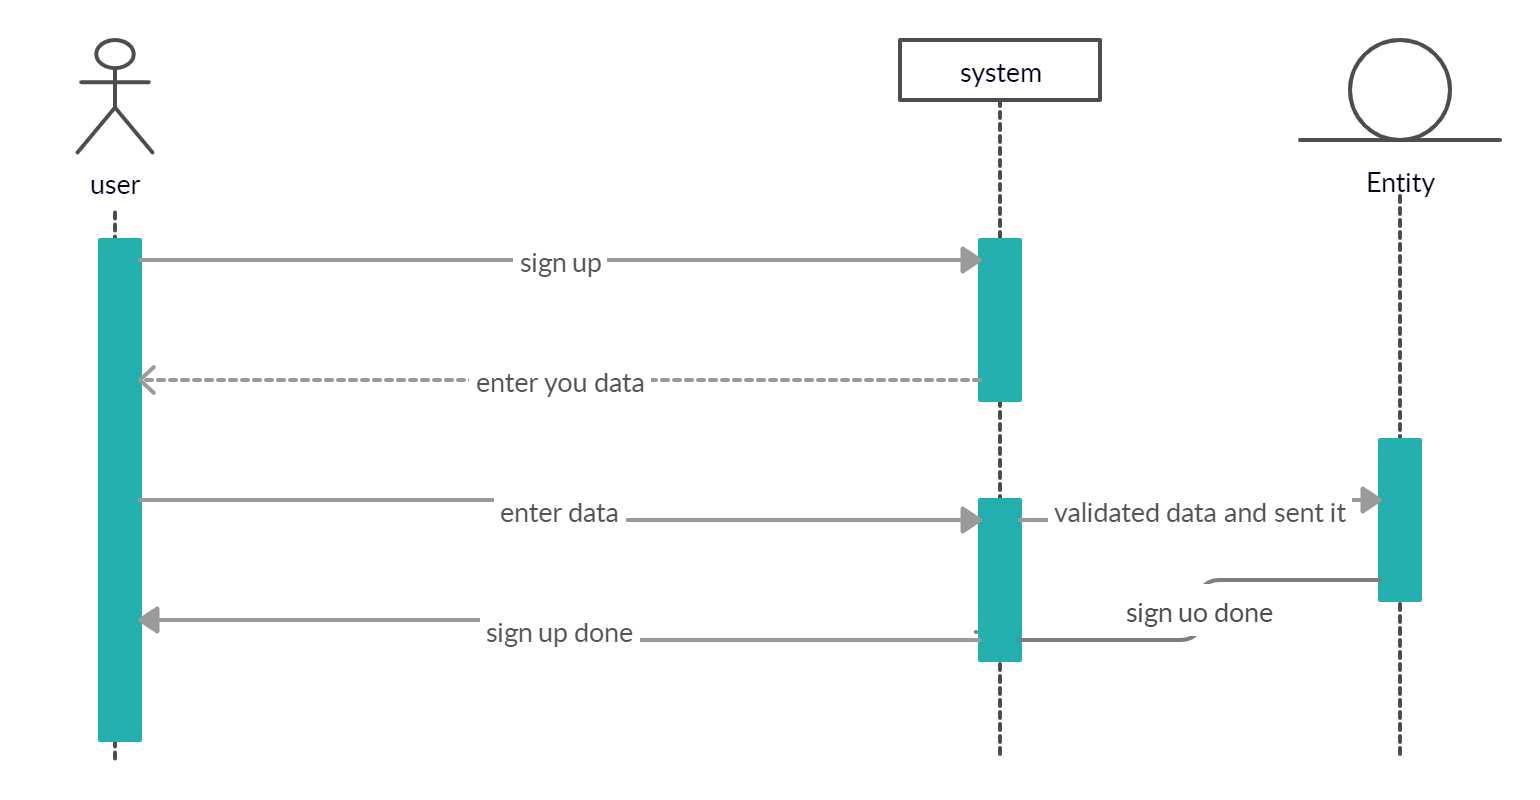 system
user
Entity
sign up
enter you data
enter data
validated data and sent it
sign uo done
sign up done